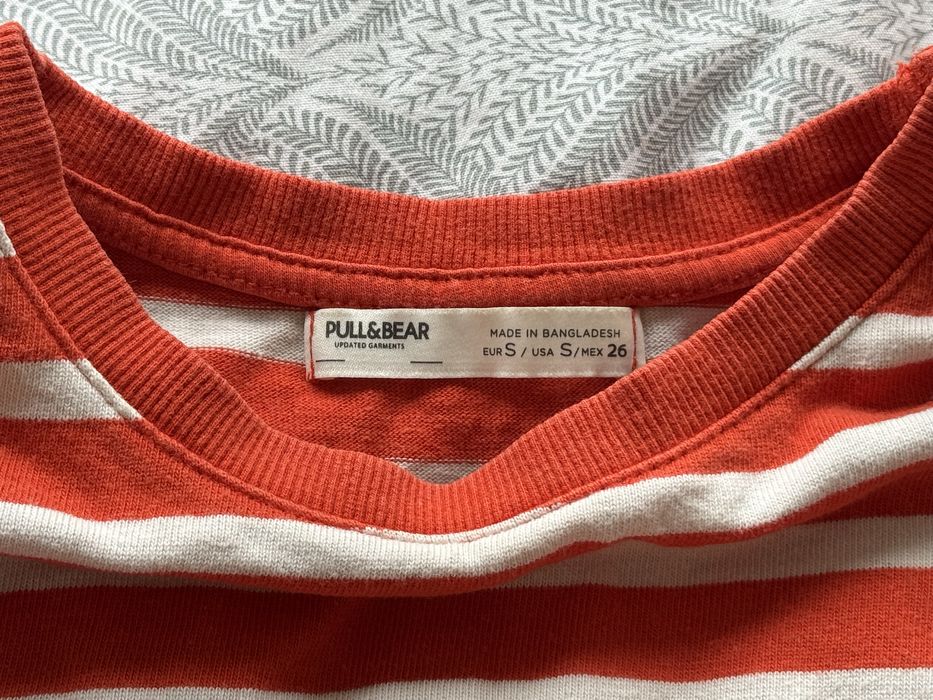 PULL&BEAR
UPDATED GARMENTS
MADE IN BANGLADESH
EUR S / USA S / MEX 26